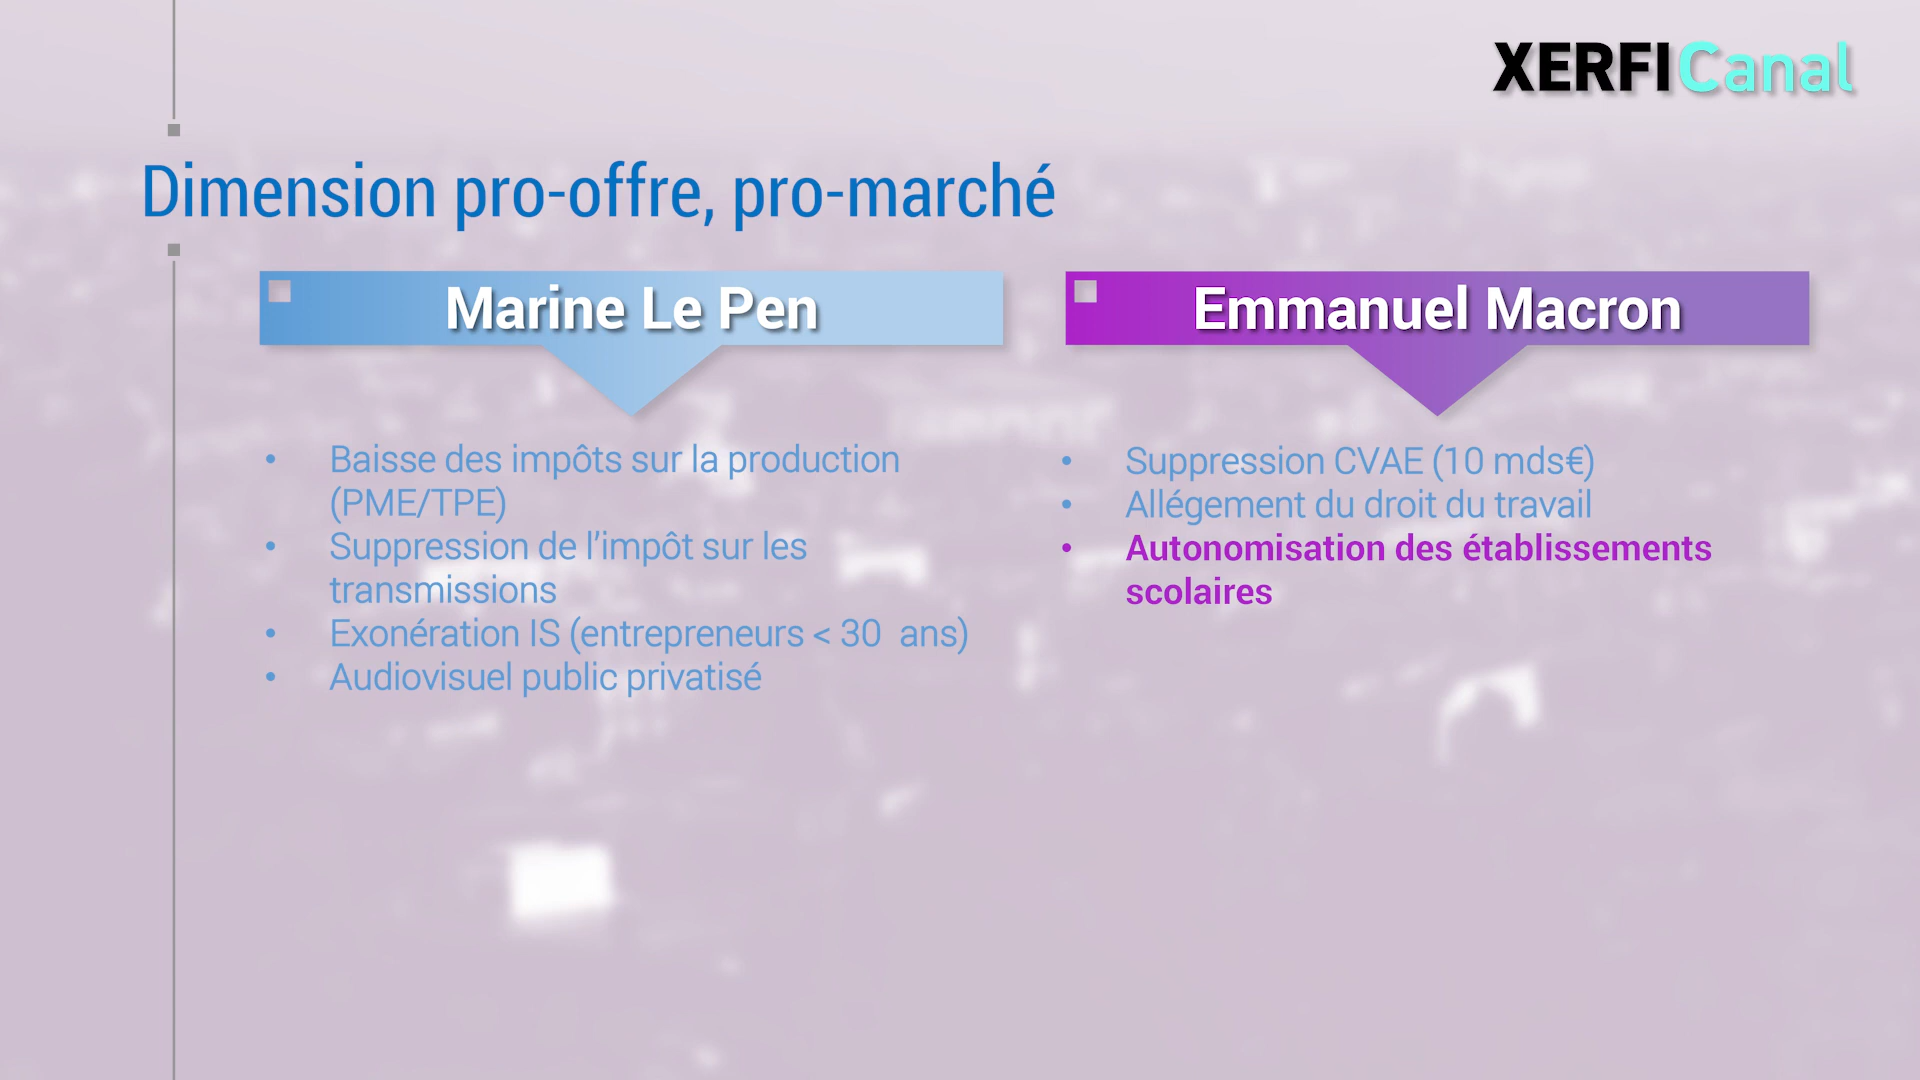 XERFICanal
Dimension pro-offre, pro-marché
Marine Le Pen
Baisse des impôts sur la production
(PME/TPE)
Suppression de l’impôt sur les
transmissions
Exonération IS (entrepreneurs < 30 ans)
Audiovisuel public privatisé
Emmanuel Macron
Suppression CVAE (10 mds€)
Allégement du droit du travail
Autonomisation des établissements
scolaires